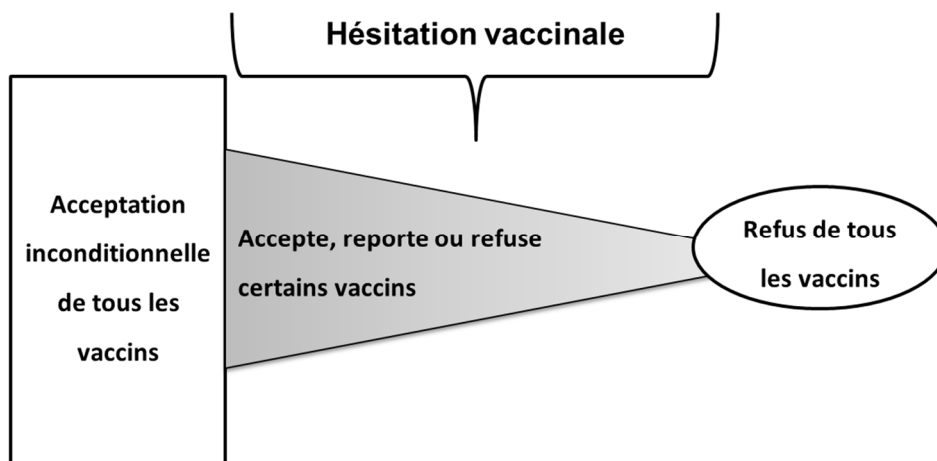 Hésitation vaccinale
Acceptation
inconditionnelle
de tous les
vaccins
Accepte, reporte ou refuse
certains vaccins
Refus de tous
les vaccins